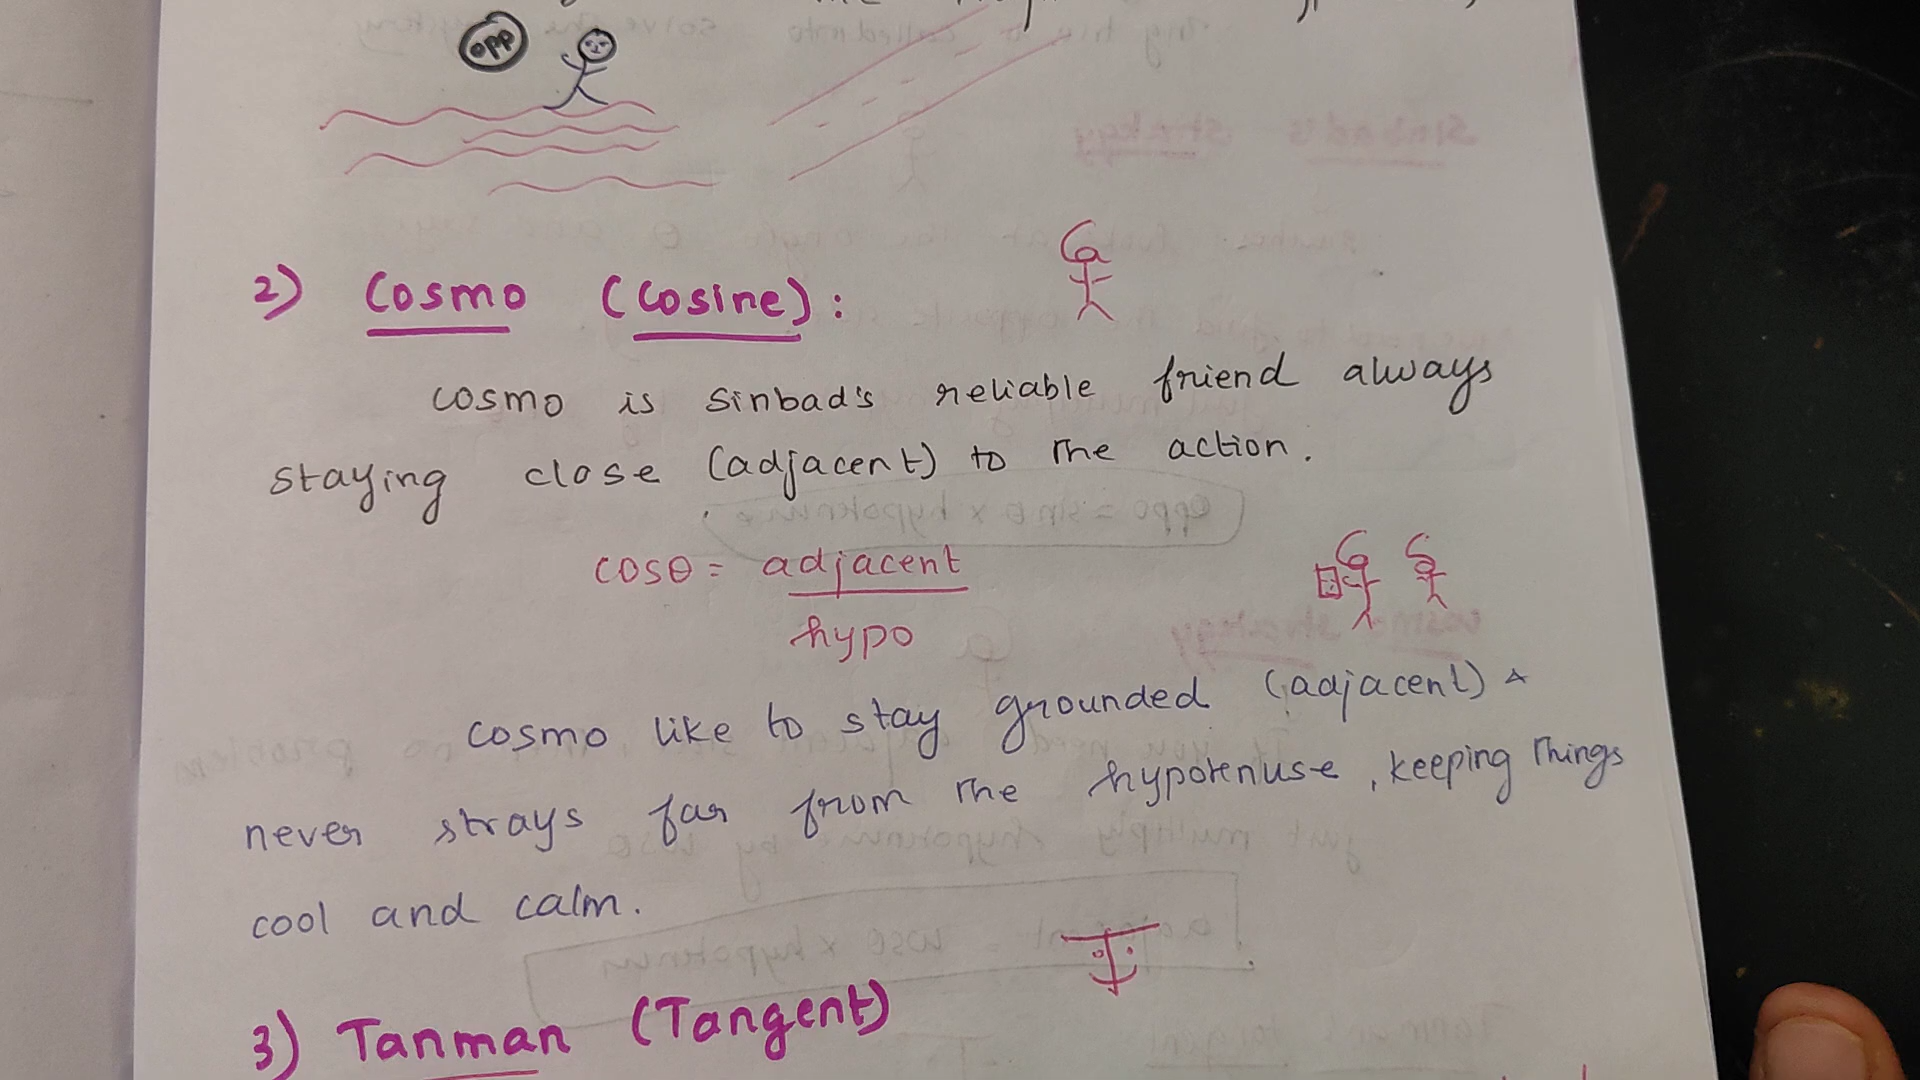 opp
2) Cosmo (Cosine):
cosmo is sinbad's reliable friend always
staying close (adjacent) to the action.
cosθ = adjacent
hypo
cosmo like to stay grounded (adjacent) &
never strays far from the hypotenuse, keeping things
cool and calm.
3) Tanman (Tangent)